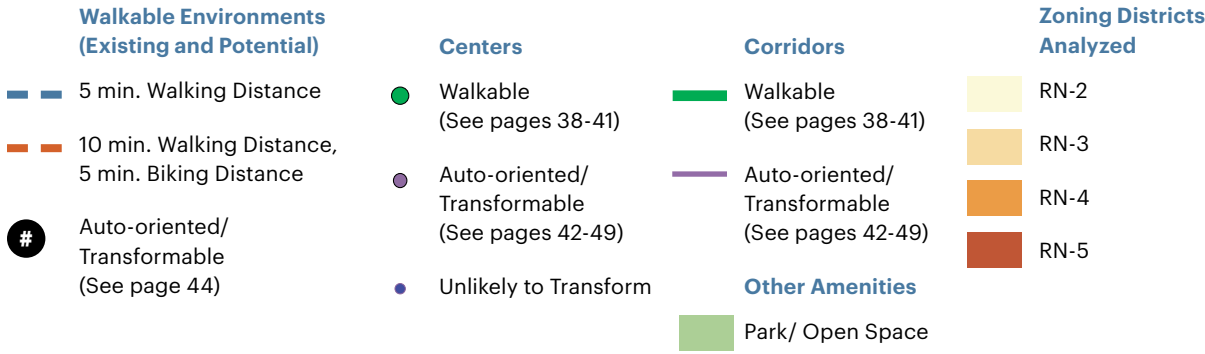 Walkable Environments
(Existing and Potential)
5 min. Walking Distance
10 min. Walking Distance,
5 min. Biking Distance
#
Auto-oriented/
Transformable
(See page 44)
Centers
Walkable
(See pages 38-41)
Auto-oriented/
Transformable
(See pages 42-49)
Unlikely to Transform
Corridors
Walkable
(See pages 38-41)
Auto-oriented/
Transformable
(See pages 42-49)
Other Amenities
Park/ Open Space
Zoning Districts
Analyzed
RN-2
RN-3
RN-4
RN-5